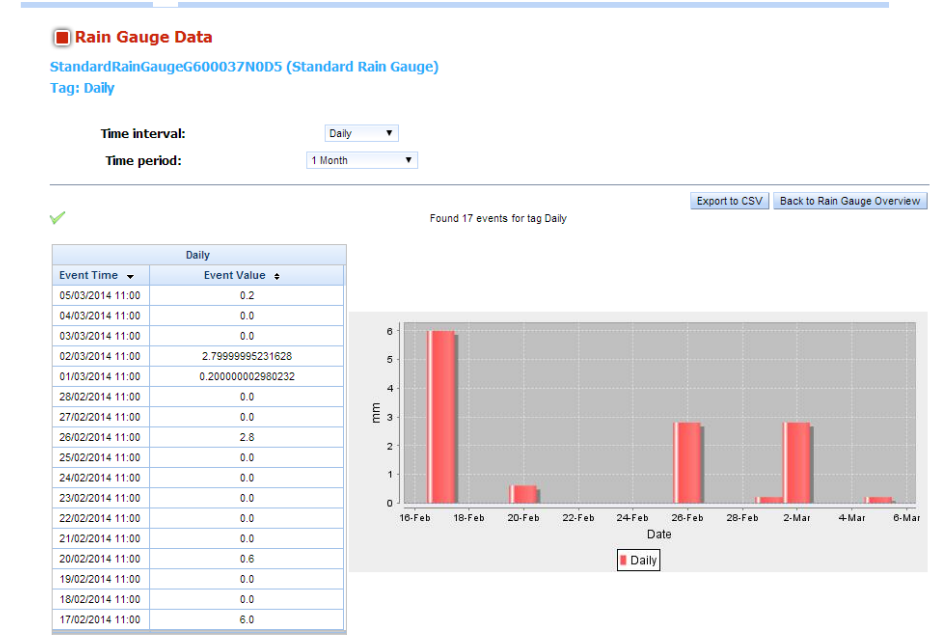 Rain Gauge Data
StandardRainGaugeG600037N0D5 (Standard Rain Gauge)
Tag: Daily
Time interval: Daily
Time period: 1 Month
Export to CSV Back to Rain Gauge Overview
Found 17 events for tag Daily
Daily
Event Time Event Value
05/03/2014 11:00 0.2
04/03/2014 11:00 0.0
03/03/2014 11:00 0.0
02/03/2014 11:00 2.79999995231628
01/03/2014 11:00 0.200000002980232
28/02/2014 11:00 0.0
27/02/2014 11:00 0.0
26/02/2014 11:00 2.8
25/02/2014 11:00 0.0
24/02/2014 11:00 0.0
23/02/2014 11:00 0.0
22/02/2014 11:00 0.0
21/02/2014 11:00 0.0
20/02/2014 11:00 0.6
19/02/2014 11:00 0.0
18/02/2014 11:00 0.0
17/02/2014 11:00 6.0
6
5
4
3
2
1
0
mm
16-Feb 18-Feb 20-Feb 22-Feb 24-Feb 26-Feb 28-Feb 2-Mar 4-Mar 6-Mar
Date
Daily